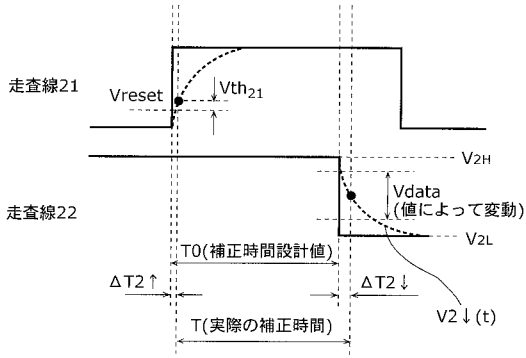 走査線21
Vreset
Vth21
走査線22
V2H
Vdata
(値によって変動)
V2L
T0(補正時間設計値)
ΔT2↑
ΔT2↓
T(実際の補正時間)
V2↓(t)